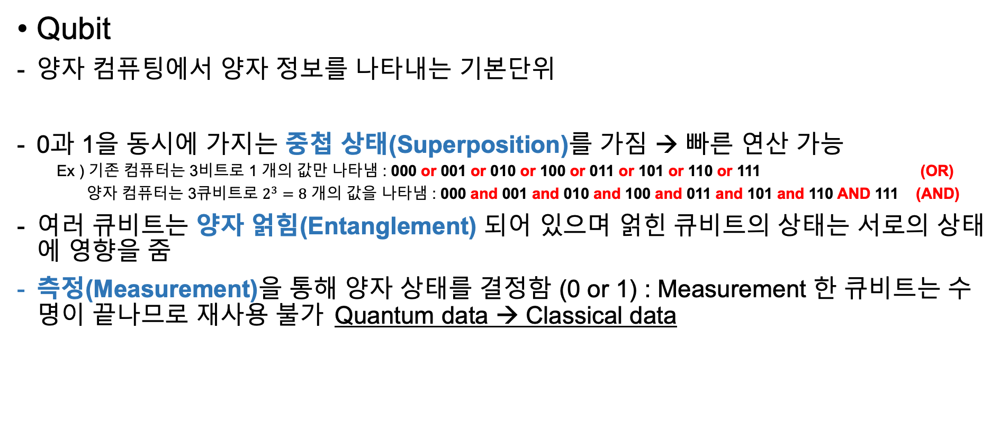 • Qubit
- 양자 컴퓨팅에서 양자 정보를 나타내는 기본단위
- 0과 1을 동시에 가지는 중첩 상태(Superposition)를 가짐 → 빠른 연산 가능
Ex ) 기존 컴퓨터는 3비트로 1 개의 값만 나타냄 : 000 or 001 or 010 or 100 or 011 or 101 or 110 or 111 (OR)
양자 컴퓨터는 3큐비트로 2³ = 8 개의 값을 나타냄 : 000 and 001 and 010 and 100 and 011 and 101 and 110 AND 111 (AND)
- 여러 큐비트는 양자 얽힘(Entanglement) 되어 있으며 얽힌 큐비트의 상태는 서로의 상태
에 영향을 줌
- 측정(Measurement)을 통해 양자 상태를 결정함 (0 or 1) : Measurement 한 큐비트는 수
명이 끝나므로 재사용 불가 Quantum data → Classical data